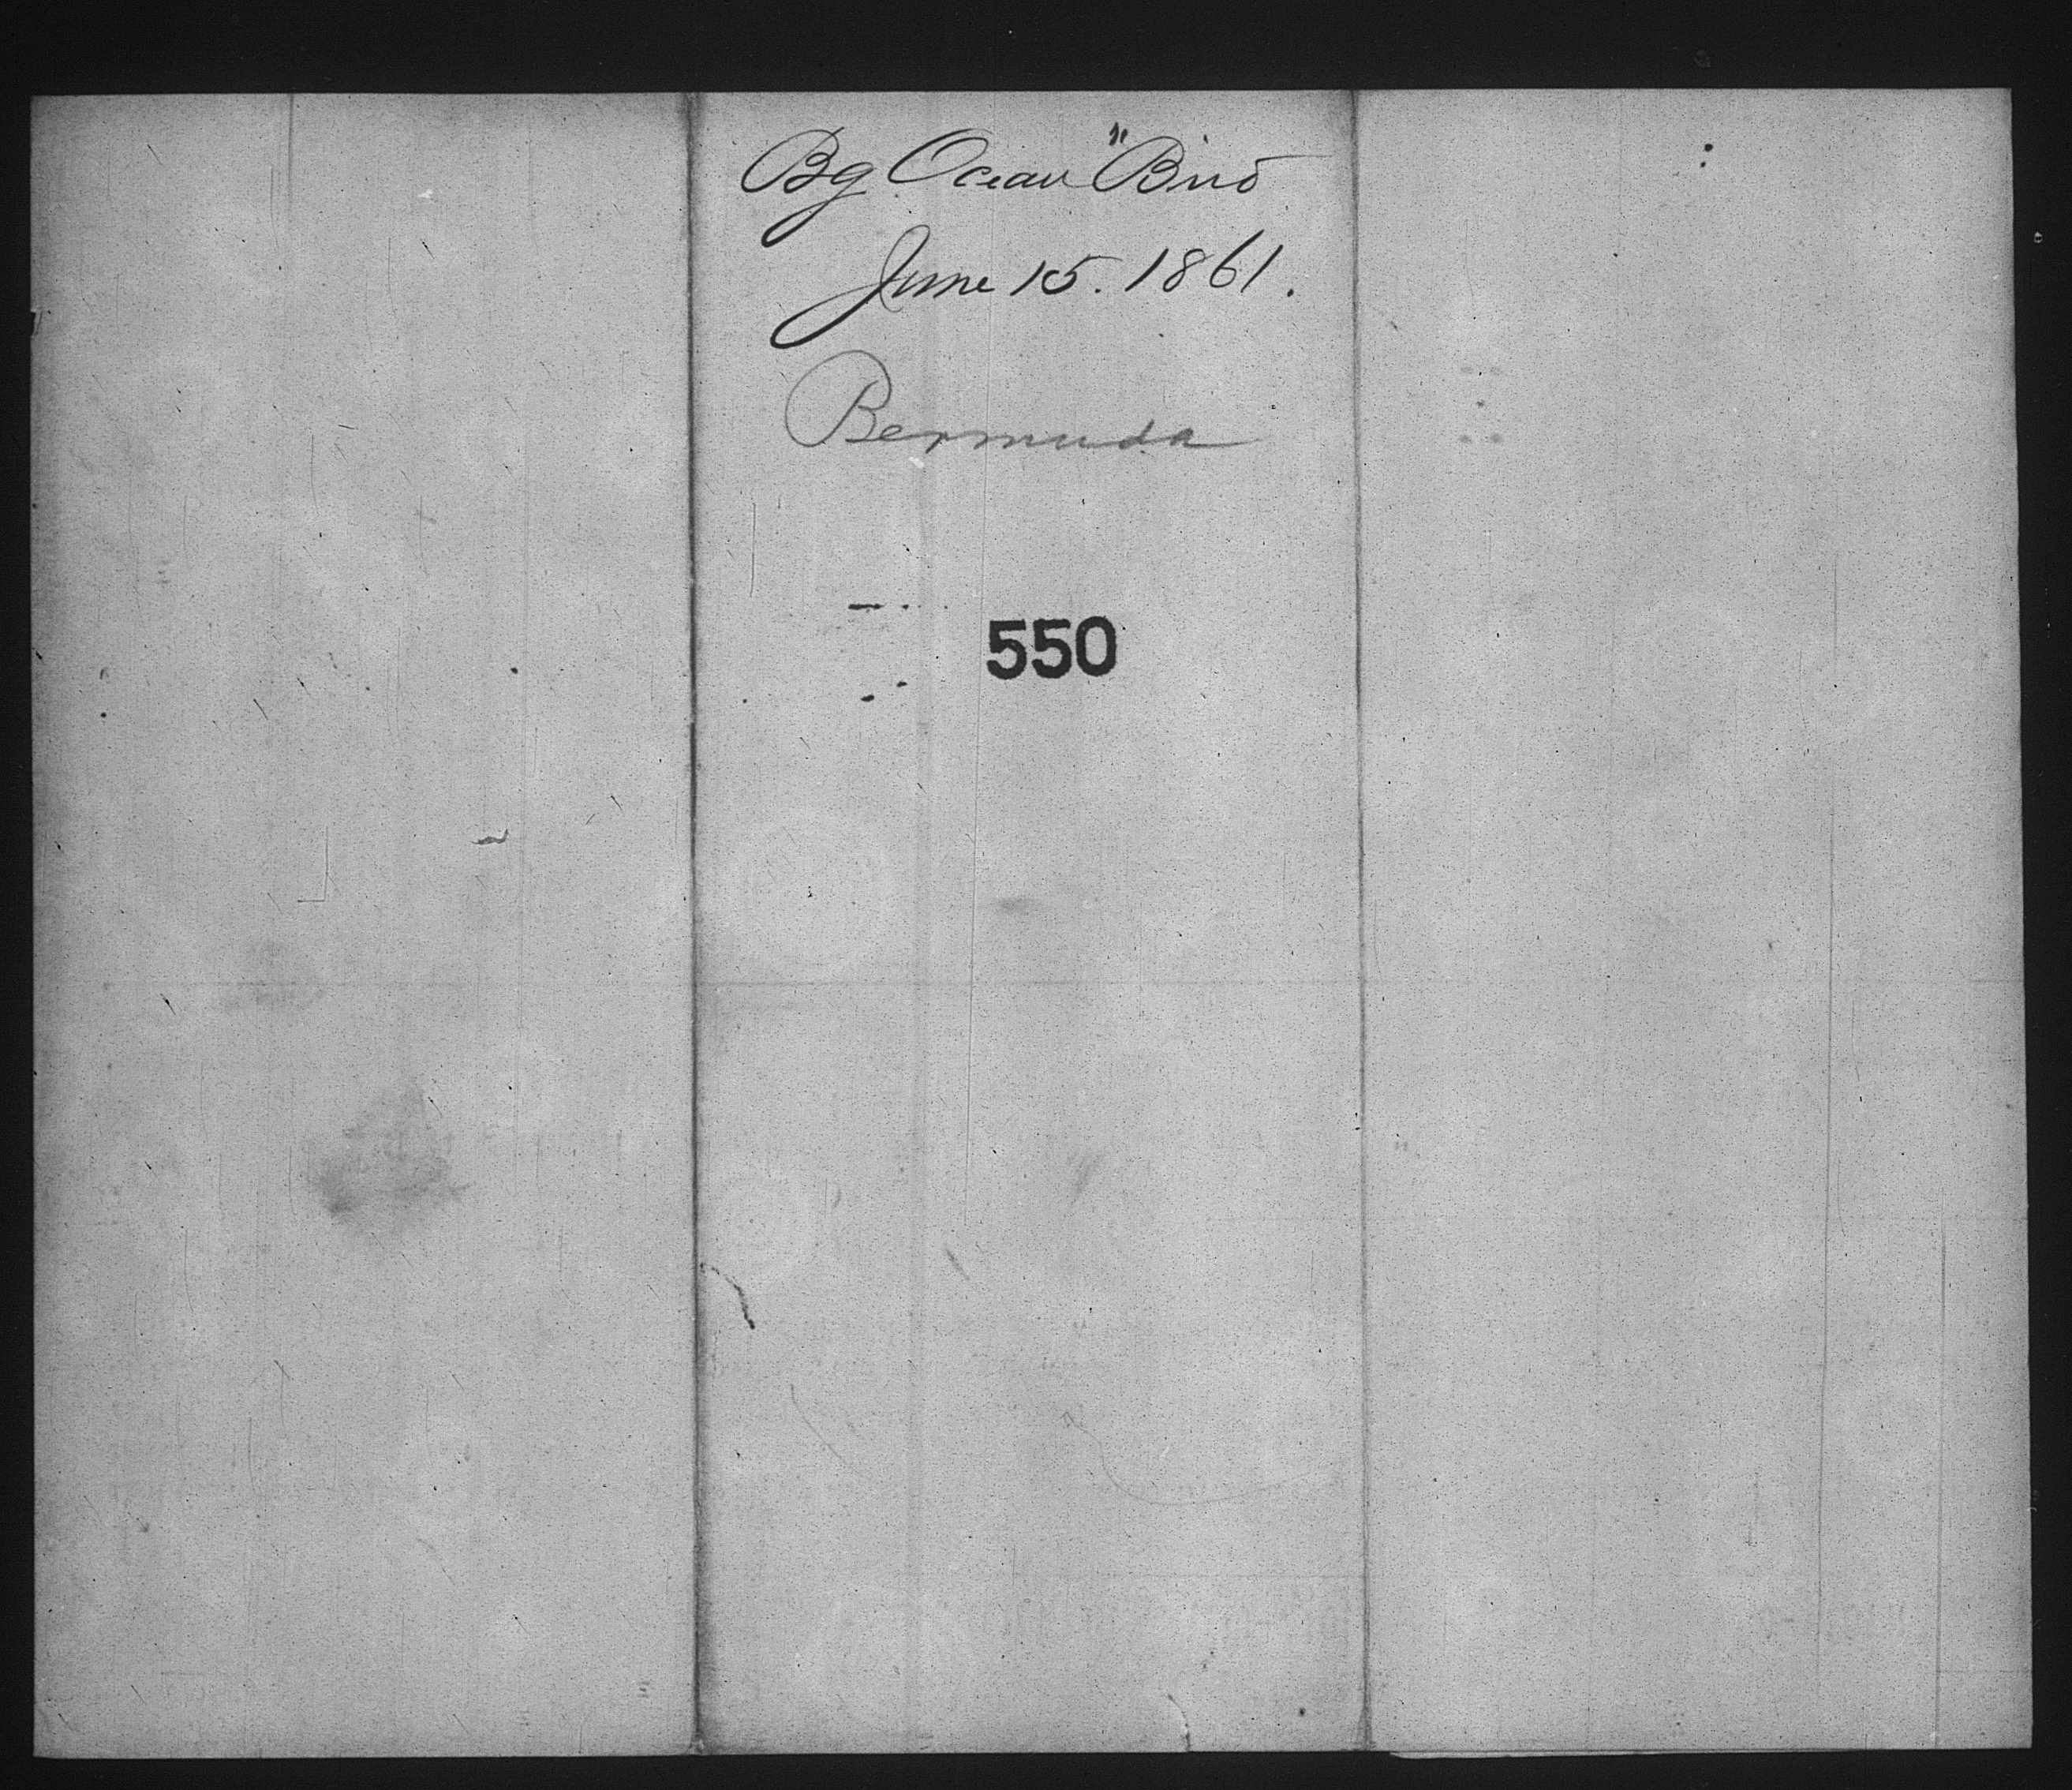 Bg Ocean "Bird
June 15. 1861.
Bermuda
550